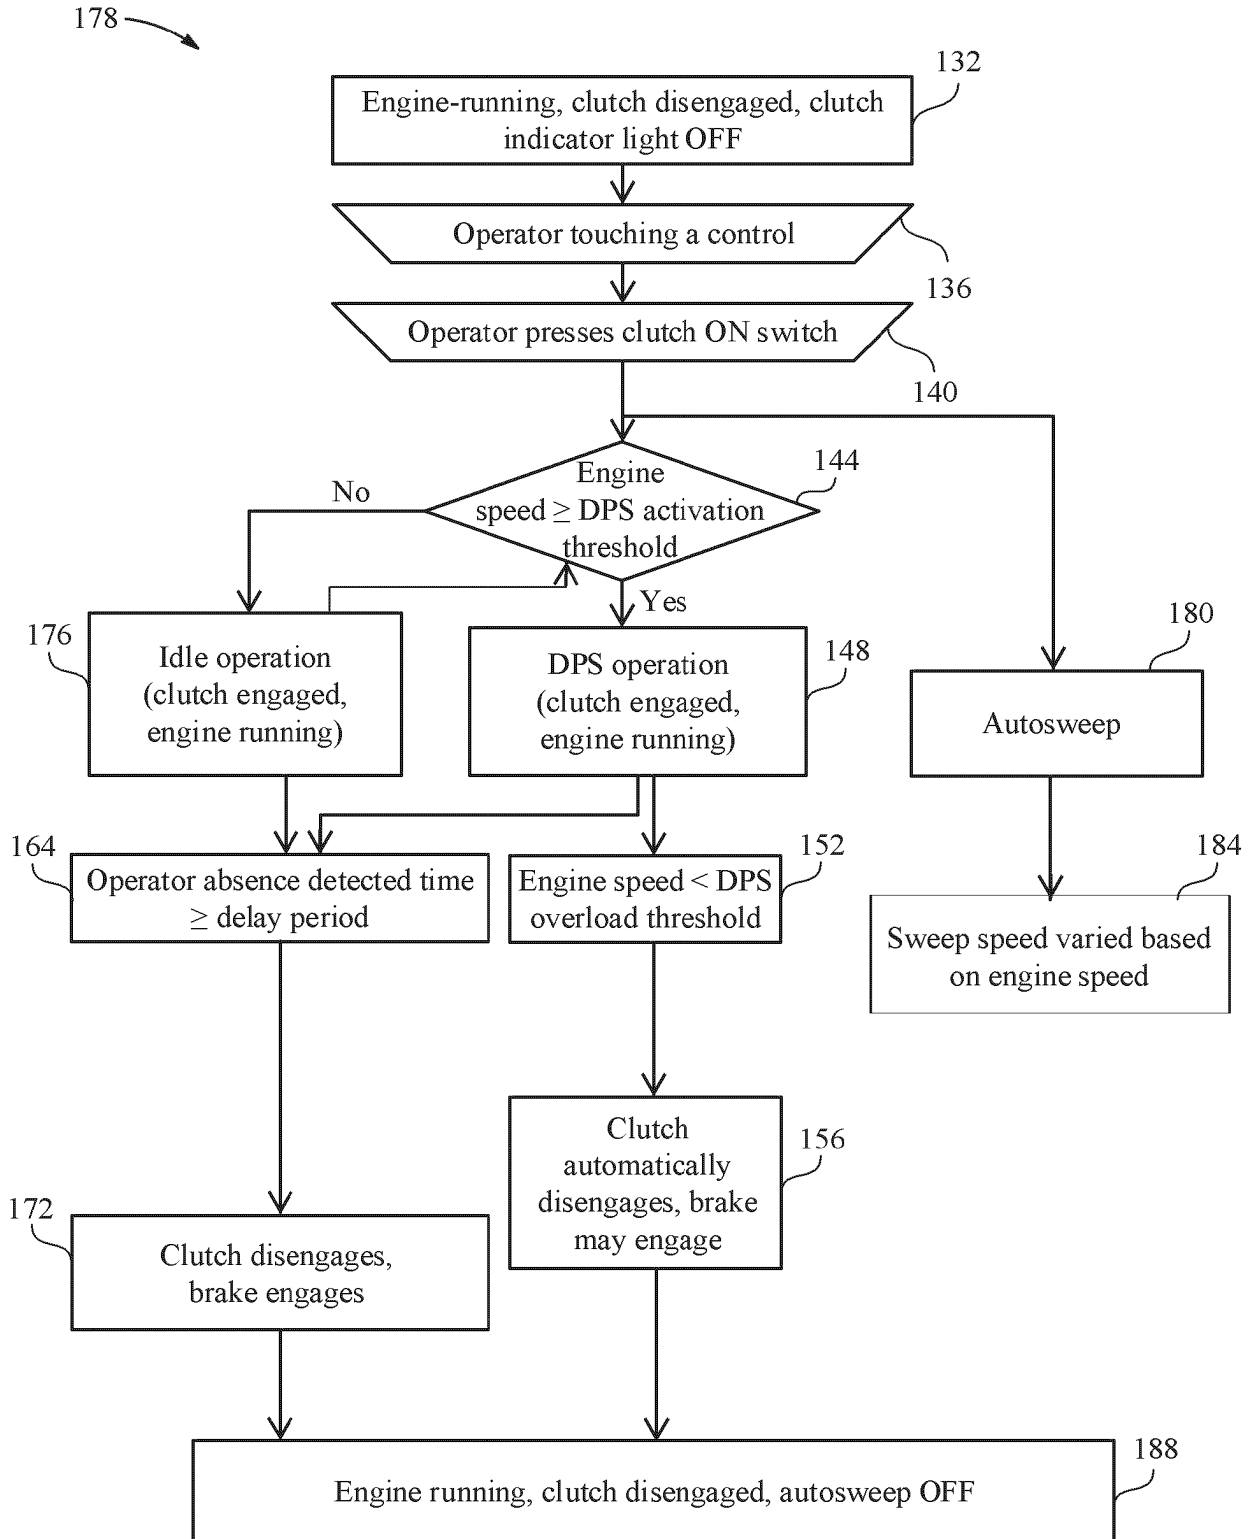 178
132
Engine-running, clutch disengaged, clutch
indicator light OFF
Operator touching a control
136
Operator presses clutch ON switch
140
144
Engine
speed ≥ DPS activation
threshold
No
Yes
176
Idle operation
(clutch engaged,
engine running)
148
DPS operation
(clutch engaged,
engine running)
180
Autosweep
164
Operator absence detected time
≥ delay period
152
Engine speed < DPS
overload threshold
184
Sweep speed varied based
on engine speed
156
Clutch
automatically
disengages, brake
may engage
172
Clutch disengages,
brake engages
188
Engine running, clutch disengaged, autosweep OFF